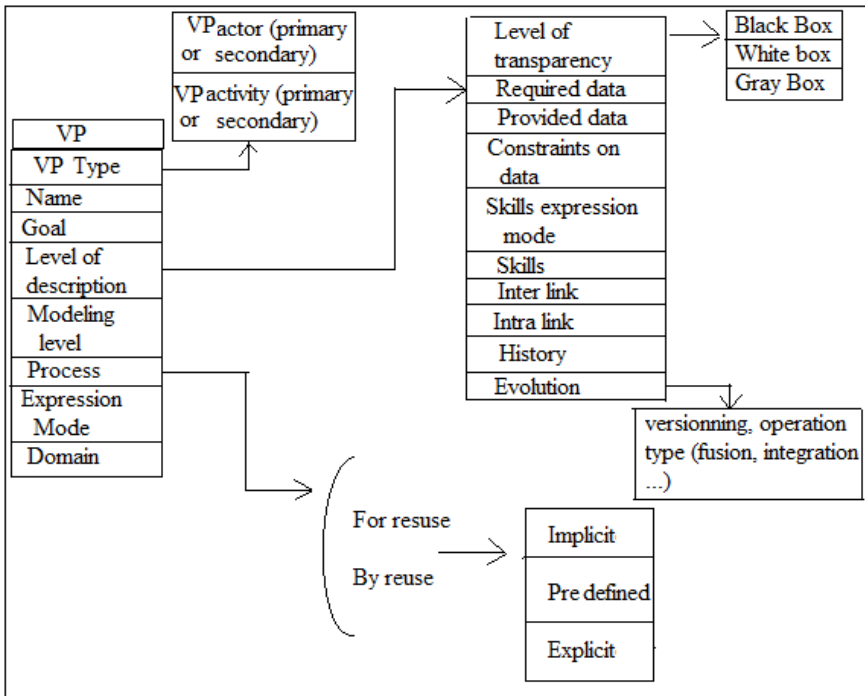 VP
VP Type
Name
Goal
Level of
description
Modeling
level
Process
Expression
Mode
Domain
VPactor (primary
or secondary)
VPactivity (primary
or secondary)
Level of
transparency
Required data
Provided data
Constraints on
data
Skills expression
mode
Skills
Inter link
Intra link
History
Evolution
Black Box
White box
Gray Box
versionning, operation
type (fusion, integration
...)
For resuse
By reuse
Implicit
Pre defined
Explicit